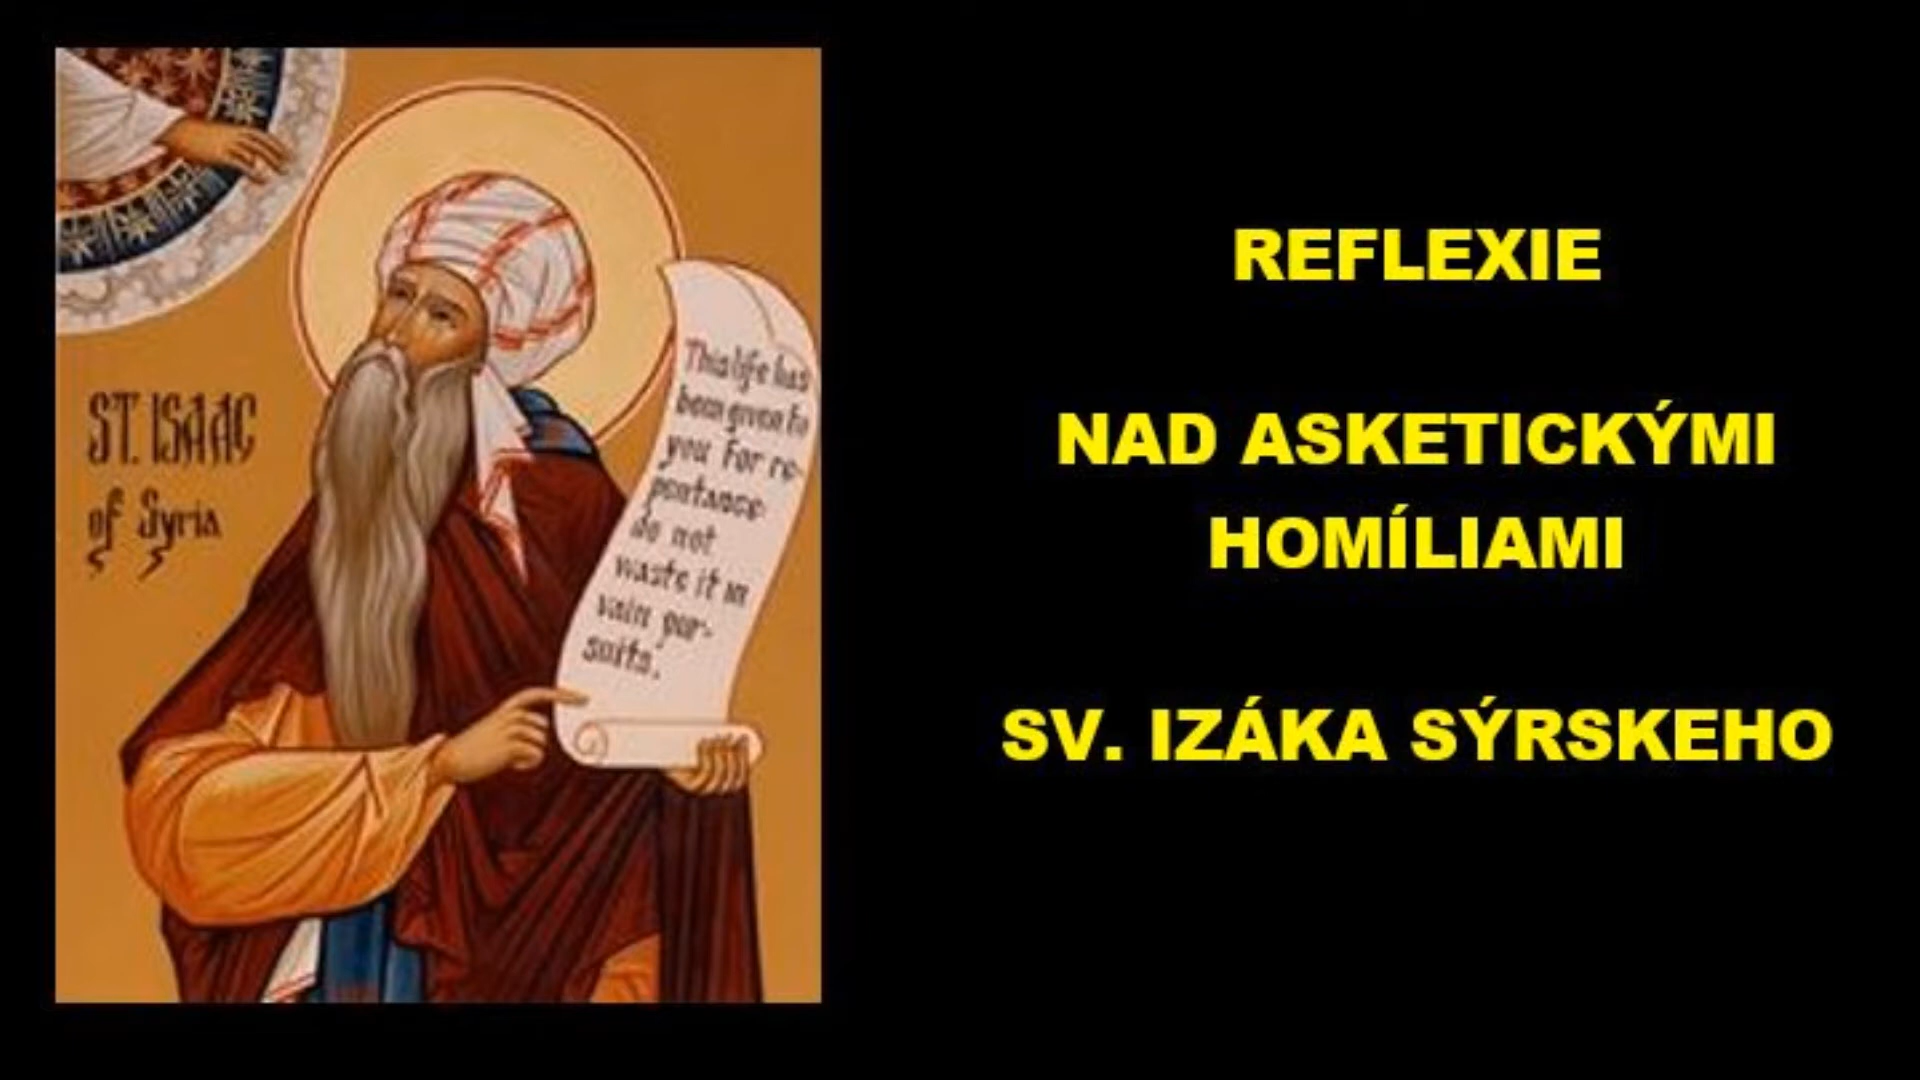 ST. ISAAC
of Syria
This life has
been given to
you for re-
pentance
do not
waste it in
vain pur-
suits.
REFLEXIE
NAD ASKETICKÝMI
HOMÍLIAMI
SV. IZÁKA SÝRSKEHO